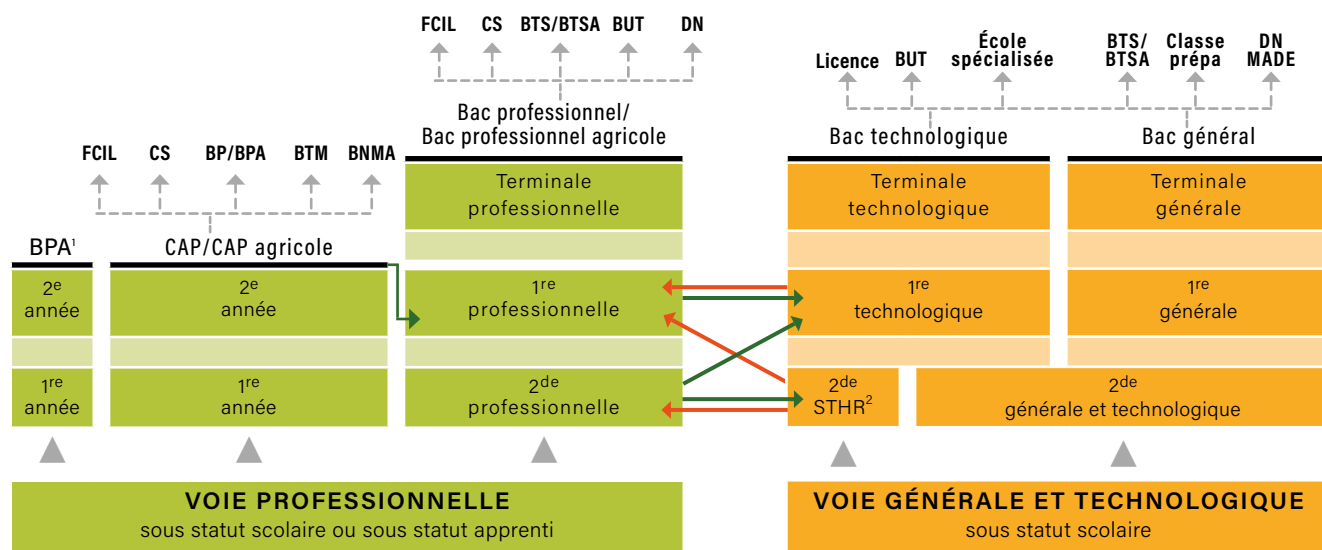 FCIL CS BTS/BTSA BUT DN
Bac professionnel/
Bac professionnel agricole
FCIL CS BP/BPA BTM BNMA
BPA¹
CAP/CAP agricole
Terminale
professionnelle
2e
année
2e
année
1re
professionnelle
1re
année
1re
année
2de
professionnelle
VOIE PROFESSIONNELLE
sous statut scolaire ou sous statut apprenti
Licence BUT
École
spécialisée
BTS/
BTSA
Classe
prépa
DN
MADE
Bac technologique
Bac général
Terminale
technologique
Terminale
générale
1re
technologique
1re
générale
2de
STHR²
2de
générale et technologique
VOIE GÉNÉRALE ET TECHNOLOGIQUE
sous statut scolaire